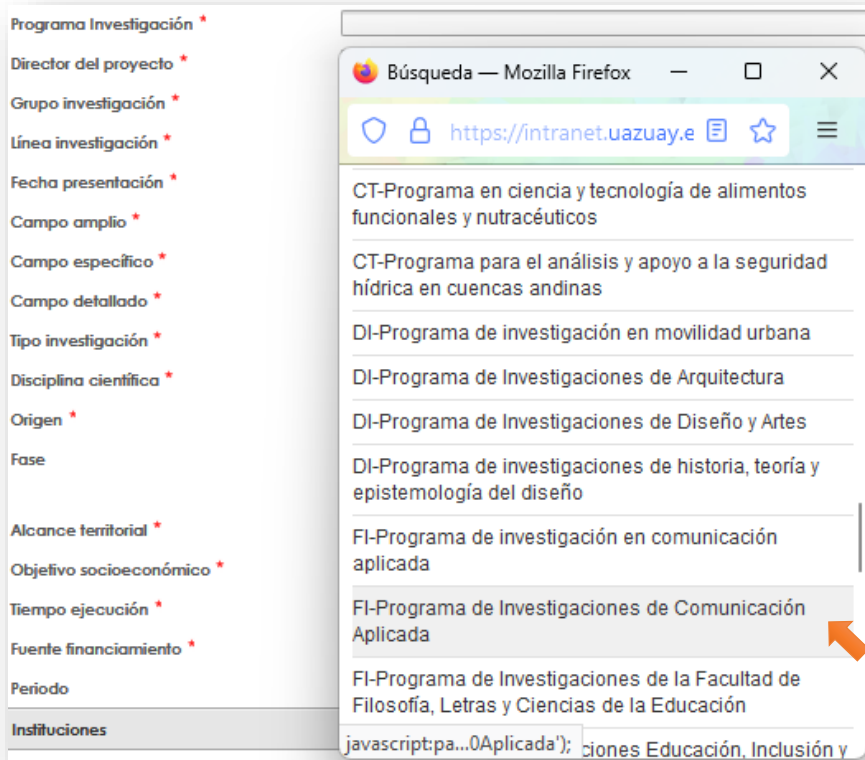 Programa Investigación *
Director del proyecto *
Grupo investigación *
Línea investigación *
Fecha presentación *
Campo amplio *
Campo específico *
Campo detallado *
Tipo investigación *
Disciplina científica *
Origen *
Fase
Alcance territorial *
Objetivo socioeconómico *
Tiempo ejecución *
Fuente financiamiento *
Periodo
Instituciones
Búsqueda — Mozilla Firefox
https://intranet.uazuay.e
CT-Programa en ciencia y tecnología de alimentos
funcionales y nutracéuticos
CT-Programa para el análisis y apoyo a la seguridad
hídrica en cuencas andinas
DI-Programa de investigación en movilidad urbana
DI-Programa de Investigaciones de Arquitectura
DI-Programa de Investigaciones de Diseño y Artes
DI-Programa de investigaciones de historia, teoría y
epistemología del diseño
FI-Programa de investigación en comunicación
aplicada
FI-Programa de Investigaciones de Comunicación
Aplicada
FI-Programa de Investigaciones de la Facultad de
Filosofía, Letras y Ciencias de la Educación
javascript:pa...0Aplicada'); ciones Educación, Inclusión y